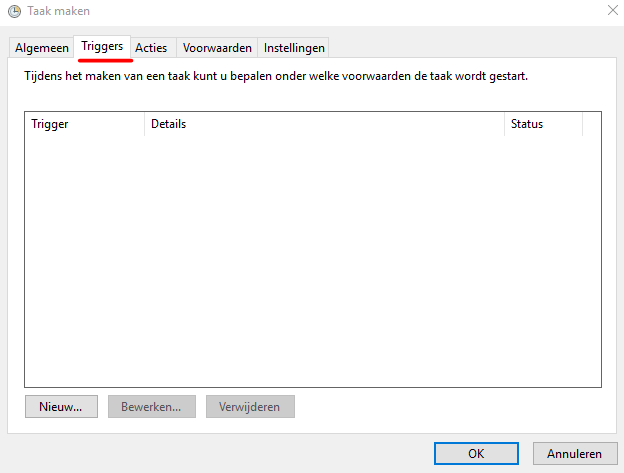 Taak maken
Algemeen Triggers Acties Voorwaarden Instellingen
Tijdens het maken van een taak kunt u bepalen onder welke voorwaarden de taak wordt gestart.
Trigger Details Status
Nieuw... Bewerken... Verwijderen
OK Annuleren